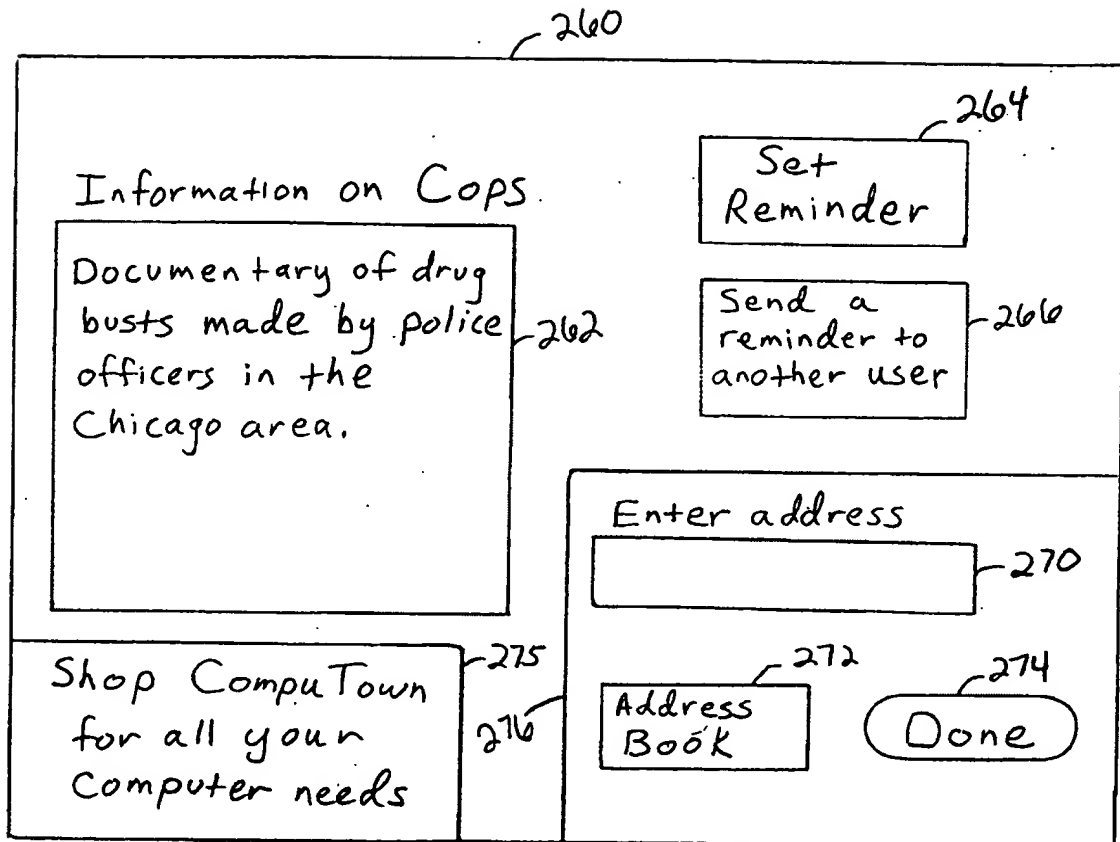 260
264
Set
Reminder
Information on Cops
Documentary of drug
busts made by police
officers in the
Chicago area.
262
Send a
reminder to
another user
266
Enter address
270
275
Shop CompuTown
for all your
Computer needs
276
272
Address
Book
274
Done